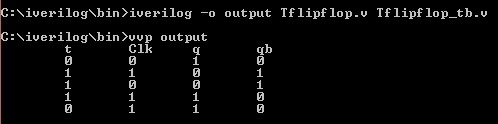 C:\iverilog\bin>iverilog -o output Tflipflop.v Tflipflop_tb.v
C:\iverilog\bin>vvp output
t Clk q qb
0 0 1 0
1 1 0 1
1 0 0 1
1 1 1 0
0 1 1 0